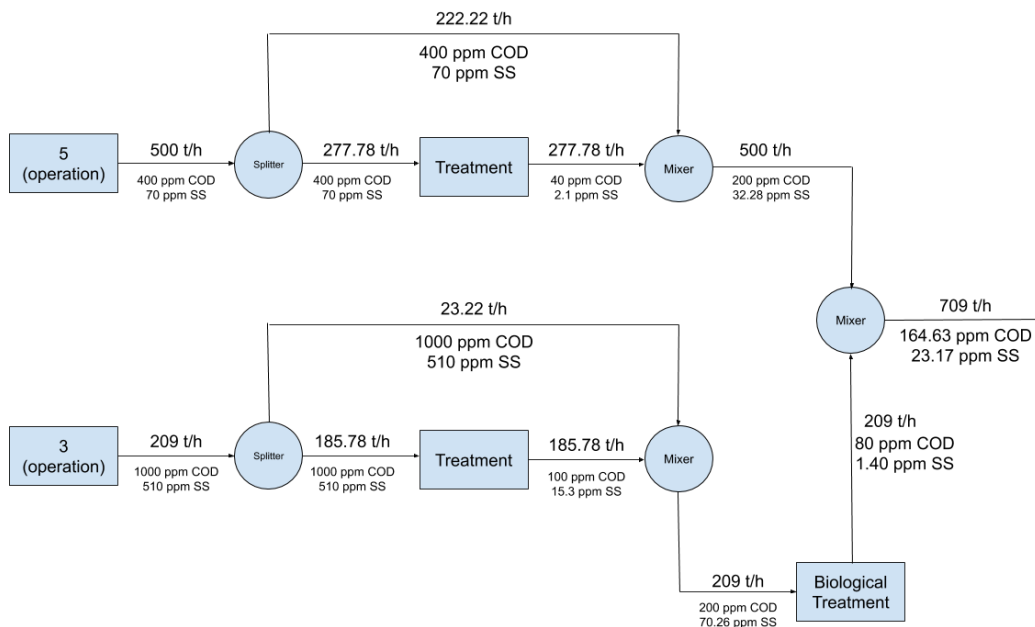 222.22 t/h
400 ppm COD
70 ppm SS
5
(operation)
500 t/h
400 ppm COD
70 ppm SS
Splitter
277.78 t/h
400 ppm COD
70 ppm SS
Treatment
277.78 t/h
40 ppm COD
2.1 ppm SS
Mixer
500 t/h
200 ppm COD
32.28 ppm SS
23.22 t/h
1000 ppm COD
510 ppm SS
Mixer
709 t/h
164.63 ppm COD
23.17 ppm SS
3
(operation)
209 t/h
1000 ppm COD
510 ppm SS
Splitter
185.78 t/h
1000 ppm COD
510 ppm SS
Treatment
185.78 t/h
100 ppm COD
15.3 ppm SS
Mixer
209 t/h
80 ppm COD
1.40 ppm SS
209 t/h
200 ppm COD
70.26 ppm SS
Biological
Treatment